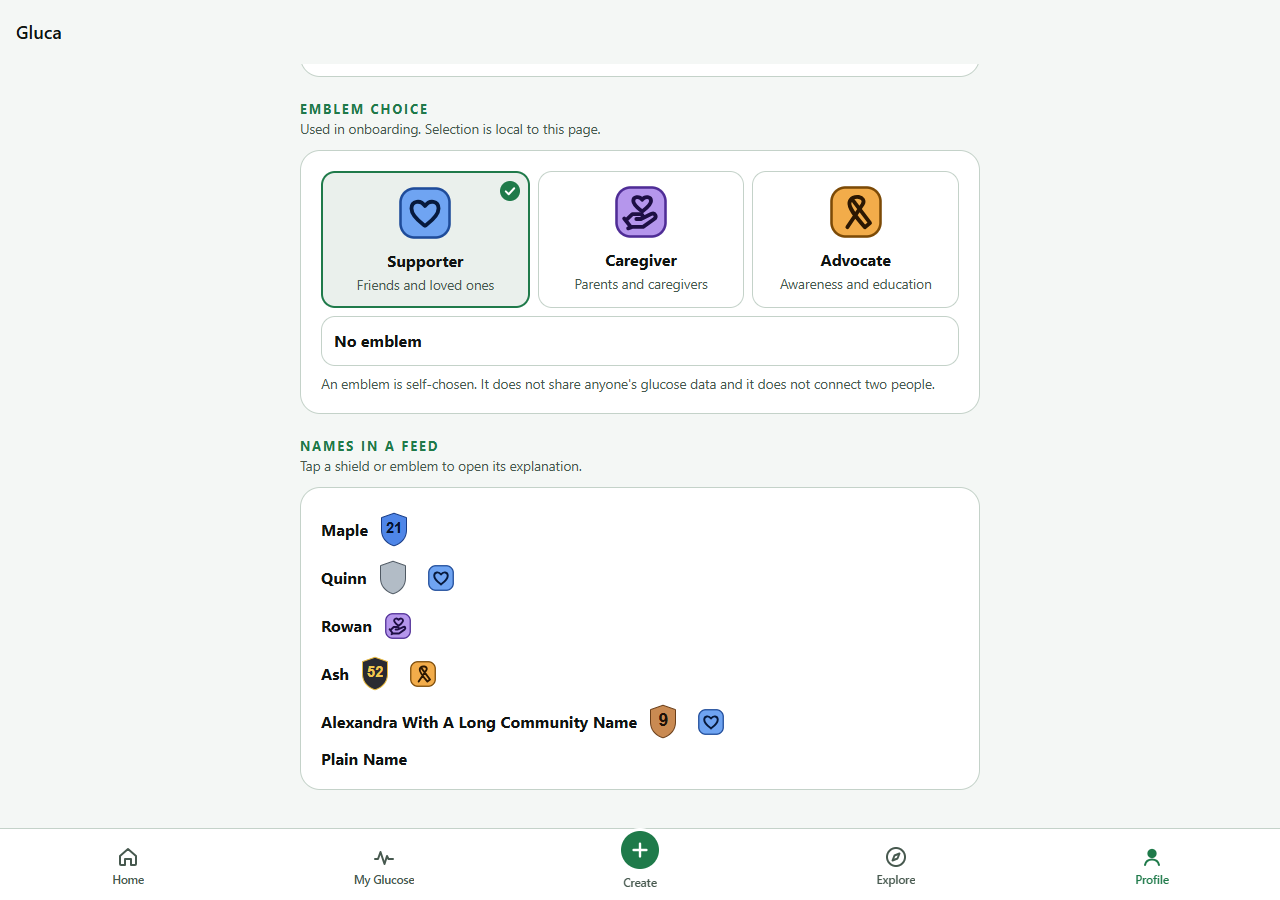 Gluca
EMBLEM CHOICE
Used in onboarding. Selection is local to this page.
Supporter
Friends and loved ones
Caregiver
Parents and caregivers
Advocate
Awareness and education
No emblem
An emblem is self-chosen. It does not share anyone's glucose data and it does not connect two people.
NAMES IN A FEED
Tap a shield or emblem to open its explanation.
Maple 21
Quinn
Rowan
Ash 52
Alexandra With A Long Community Name 9
Plain Name
Home
My Glucose
Create
Explore
Profile